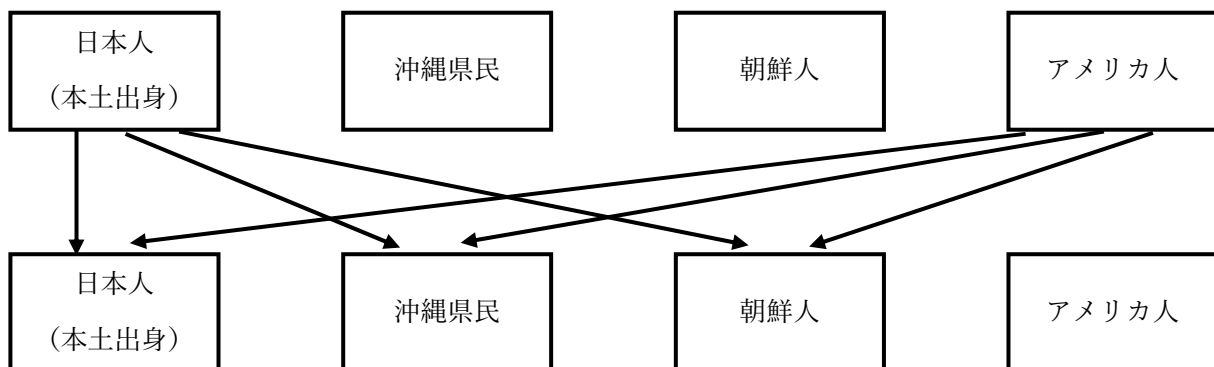 日本人
（本土出身）
沖縄県民
朝鮮人
アメリカ人
日本人
（本土出身）
沖縄県民
朝鮮人
アメリカ人